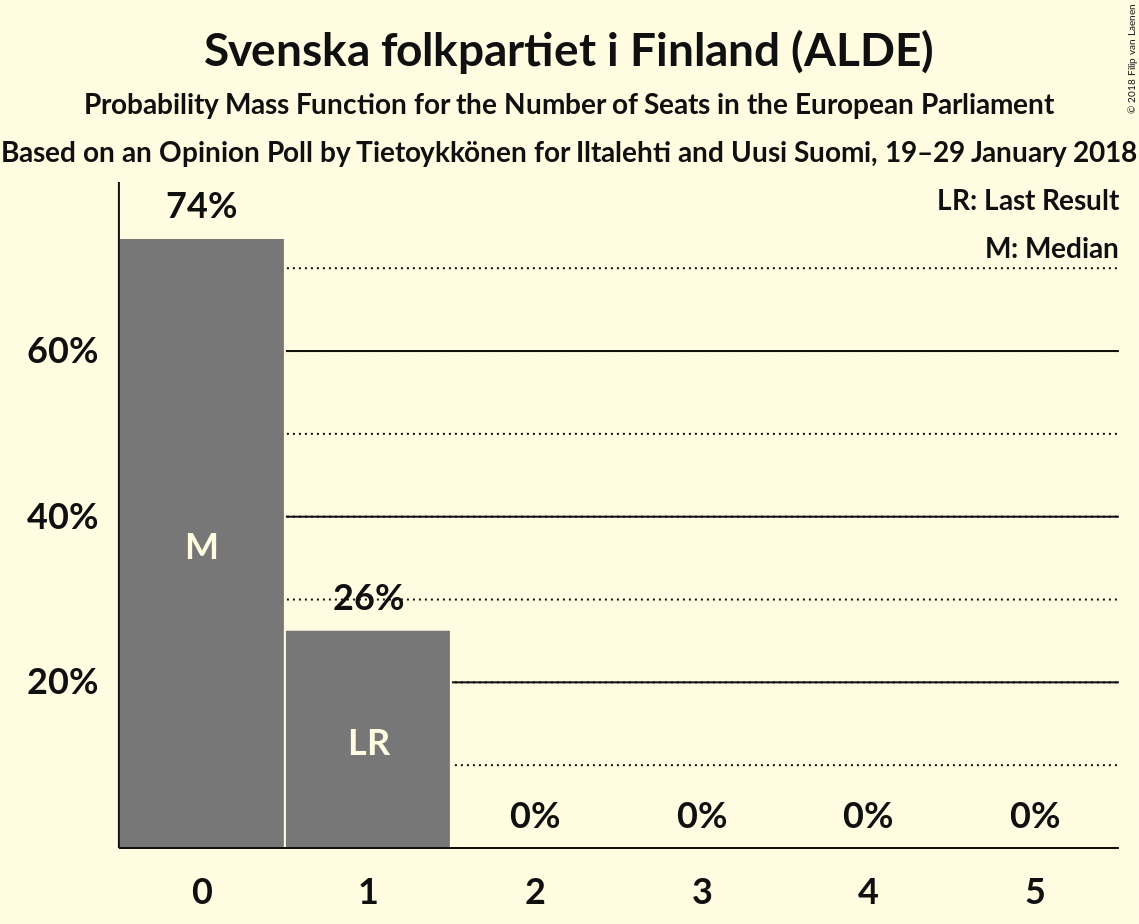 Svenska folkpartiet i Finland (ALDE)
Probability Mass Function for the Number of Seats in the European Parliament
Based on an Opinion Poll by Tietoykkönen for Iltalehti and Uusi Suomi, 19–29 January 2018
© 2018 Filip van Laenen
LR: Last Result
M: Median
74%
60%
40%
M
26%
20%
LR
0% 0% 0% 0%
0 1 2 3 4 5